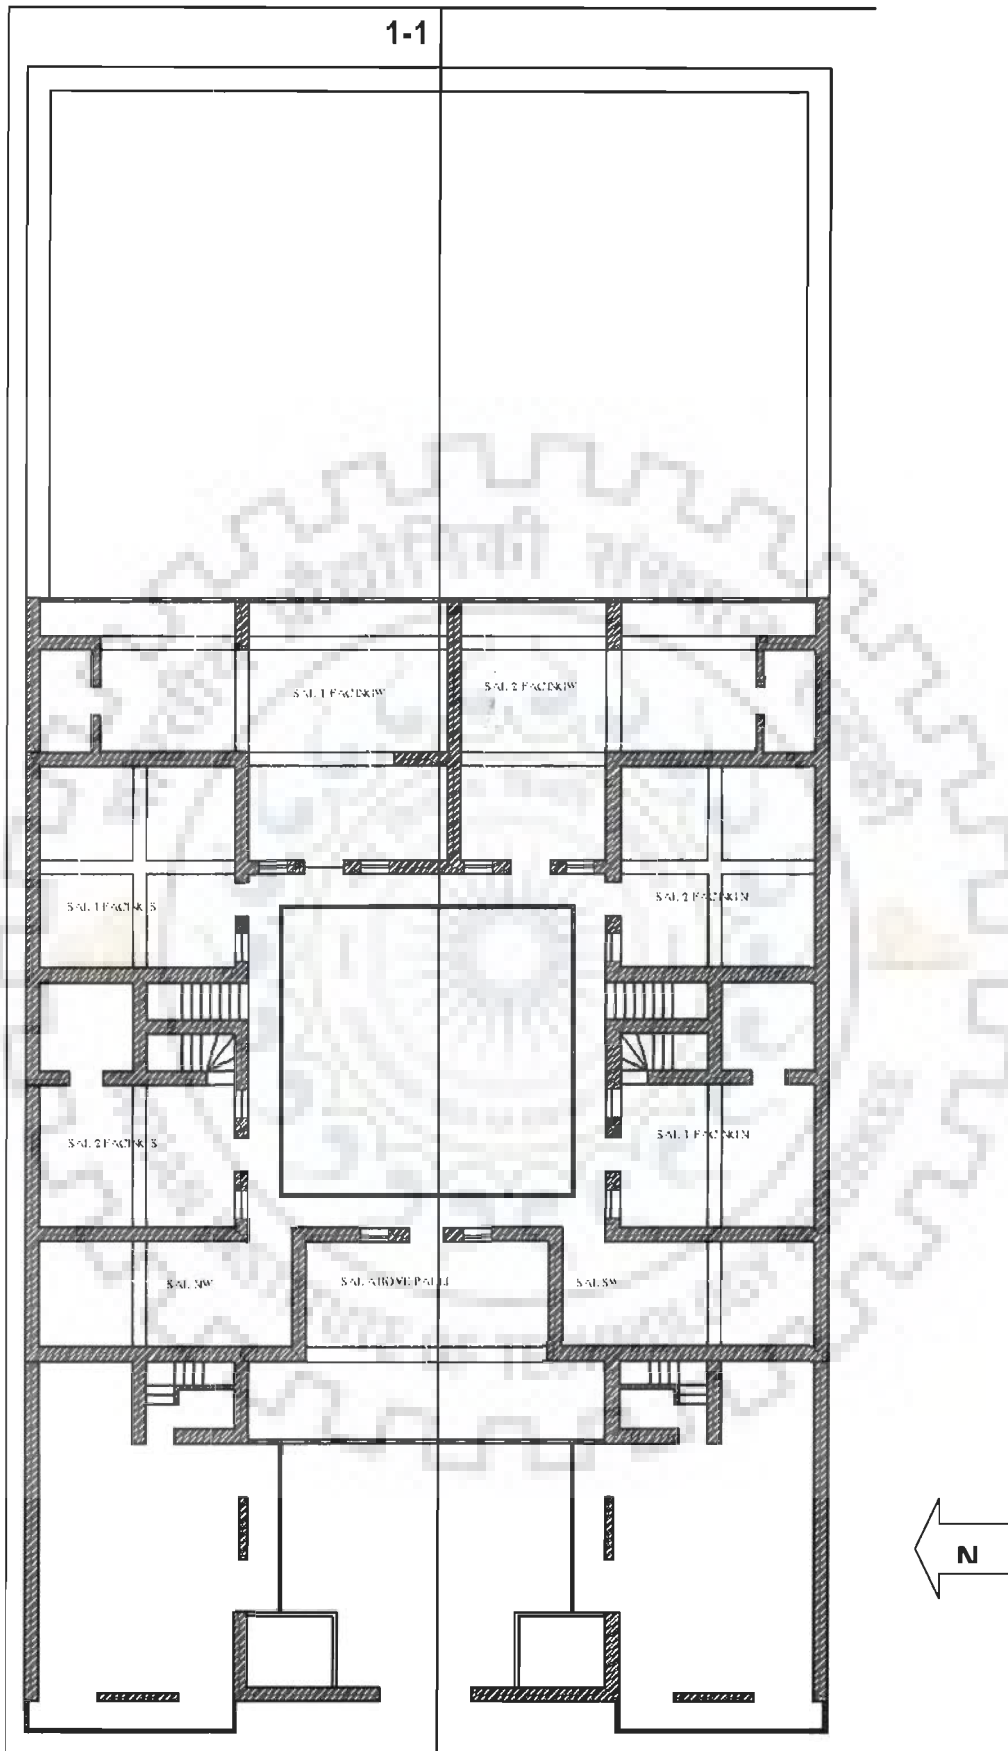 1-1
SAL 1 FACING W
SAL 2 FACING W
SAL 1 FACING S
SAL 2 FACING N
SAL 2 FACING S
SAL 1 FACING N
SAL NW
SAL ABOVE PALLI
SAL SW
N